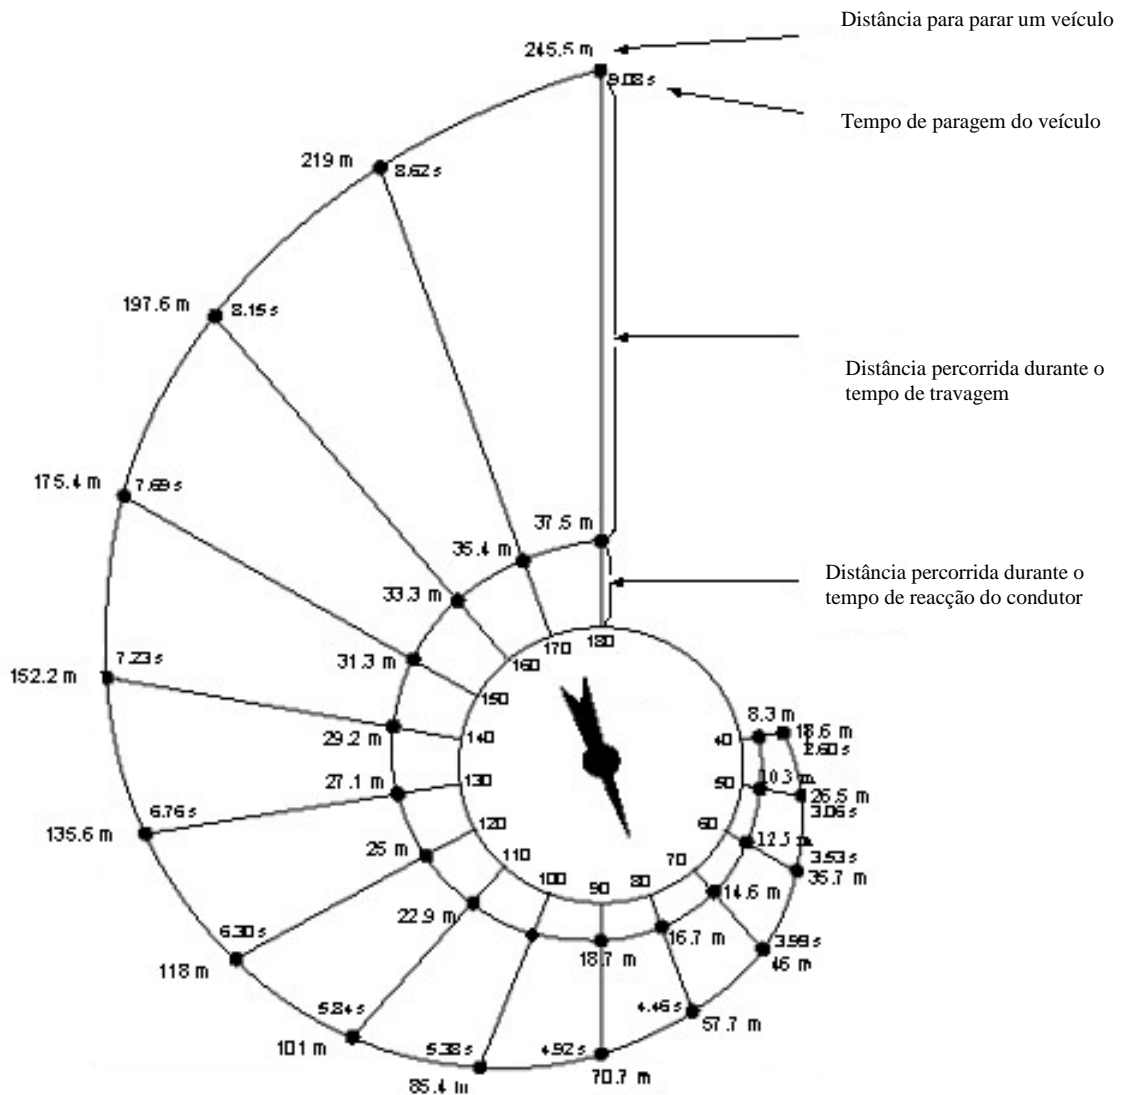 Distância para parar um veículo
245.5 m
9.08 s
Tempo de paragem do veículo
219 m
8.62 s
197.6 m
8.15 s
Distância percorrida durante o
tempo de travagem
175.4 m
7.69 s
37.5 m
35.4 m
33.3 m
Distância percorrida durante o
tempo de reacção do condutor
180
170
160
31.3 m
150
7.23 s
152.2 m
29.2 m
140
8.3 m
18.6 m
40
2.60 s
27.1 m
130
50
10.3 m
26.5 m
3.06 s
6.76 s
135.6 m
120
60
25 m
110
70
3.53 s
35.7 m
100
90
80
14.6 m
22.9 m
6.30 s
118 m
18.7 m
16.7 m
3.99 s
46 m
5.84 s
101 m
4.46 s
57.7 m
5.38 s
4.92 s
85.4 m
70.7 m